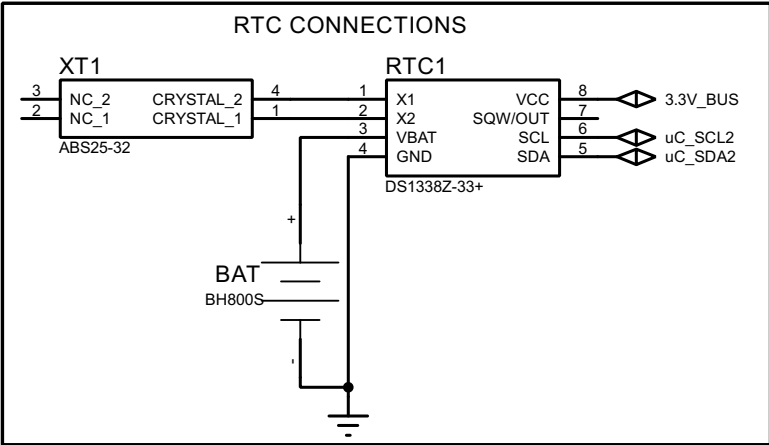 RTC CONNECTIONS
XT1
RTC1
3 NC_2 CRYSTAL_2 4
2 NC_1 CRYSTAL_1 1
ABS25-32
1 X1 VCC 8 3.3V_BUS
2 X2 SQW/OUT 7
3 VBAT SCL 6 uC_SCL2
4 GND SDA 5 uC_SDA2
DS1338Z-33+
+
BAT
BH800S
-